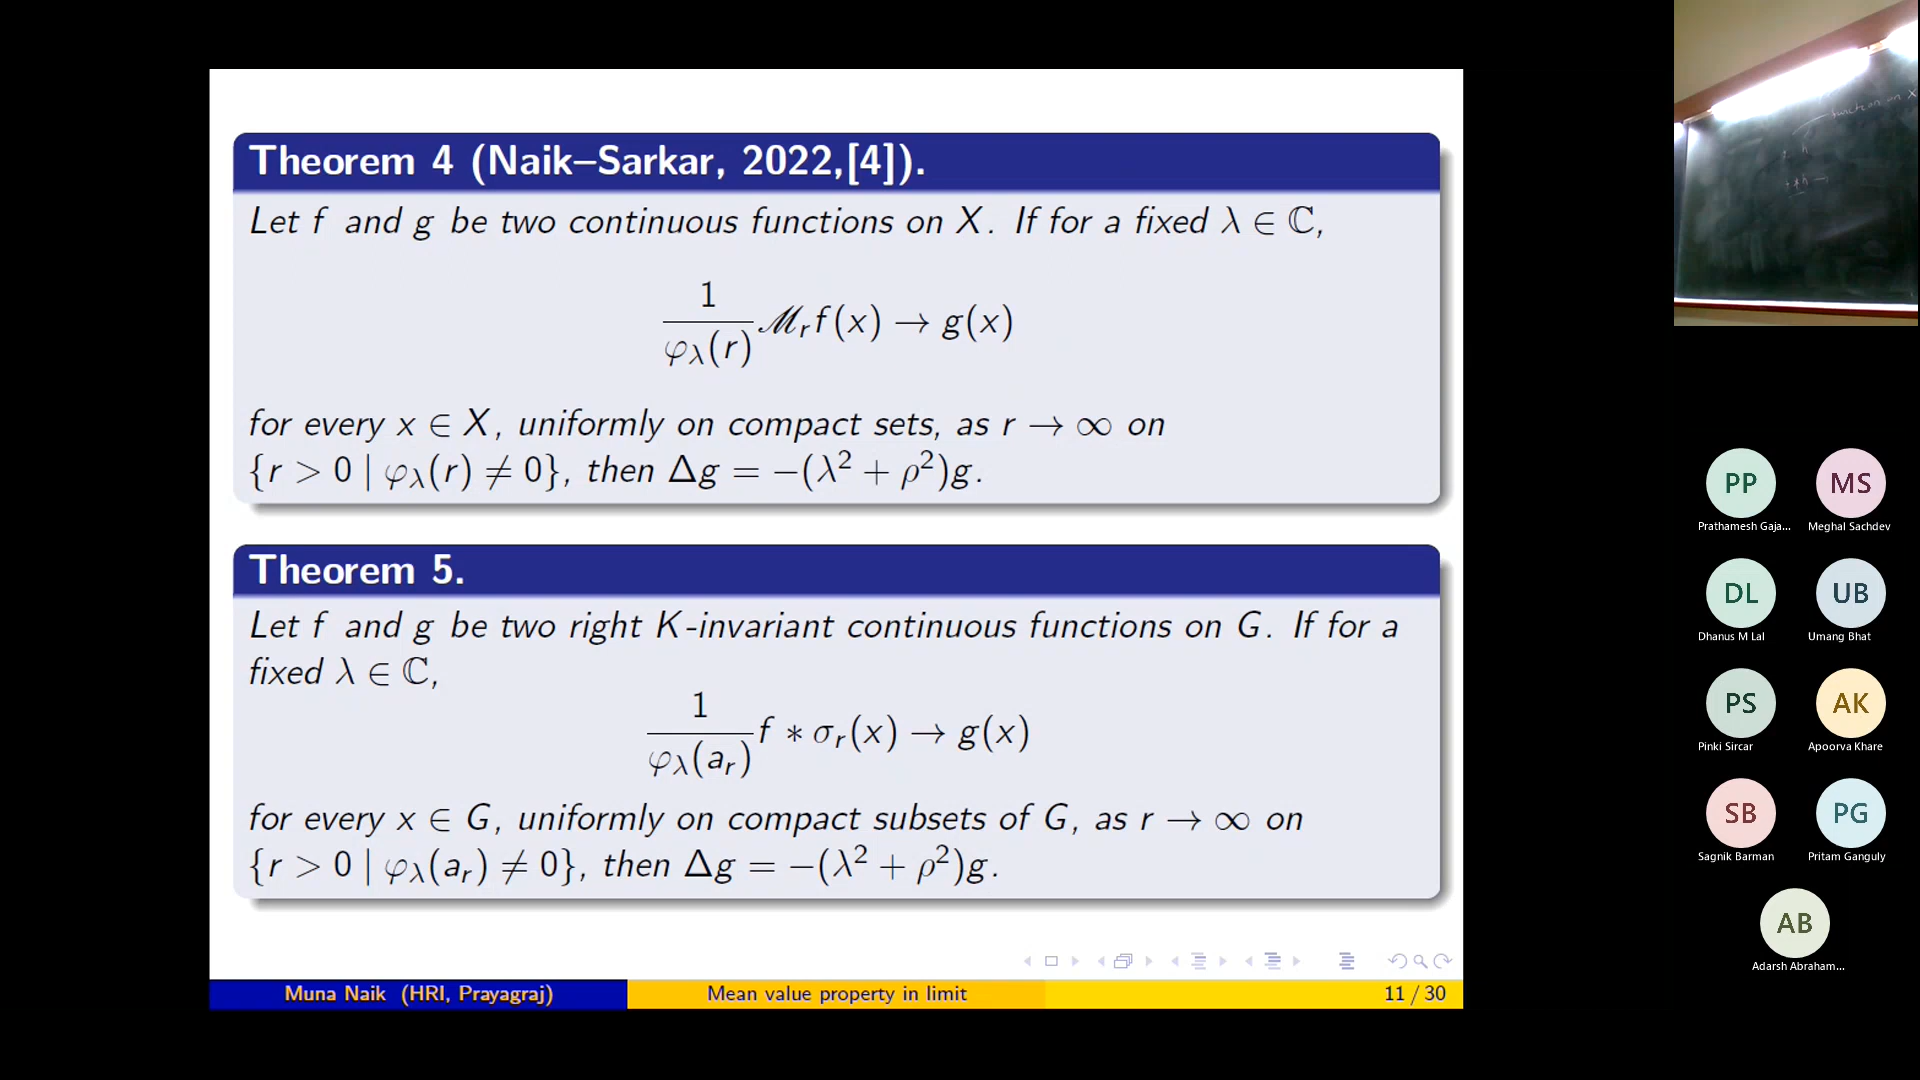 Theorem 4 (Naik–Sarkar, 2022,[4]).
Let f and g be two continuous functions on X. If for a fixed λ ∈ ℂ,
1
φ_λ(r) ℳ_r f(x) → g(x)
for every x ∈ X, uniformly on compact sets, as r → ∞ on
{r > 0 | φ_λ(r) ≠ 0}, then Δg = −(λ² + ρ²)g.
Theorem 5.
Let f and g be two right K-invariant continuous functions on G. If for a
fixed λ ∈ ℂ,
1
φ_λ(a_r) f ∗ σ_r(x) → g(x)
for every x ∈ G, uniformly on compact subsets of G, as r → ∞ on
{r > 0 | φ_λ(a_r) ≠ 0}, then Δg = −(λ² + ρ²)g.
Muna Naik (HRI, Prayagraj) Mean value property in limit 11 / 30
function on X
PP MS
Prathamesh Gaja... Meghal Sachdev
DL UB
Dhanus M Lal Umang Bhat
PS AK
Pinki Sircar Apoorva Khare
SB PG
Sagnik Barman Pritam Ganguly
AB
Adarsh Abraham...